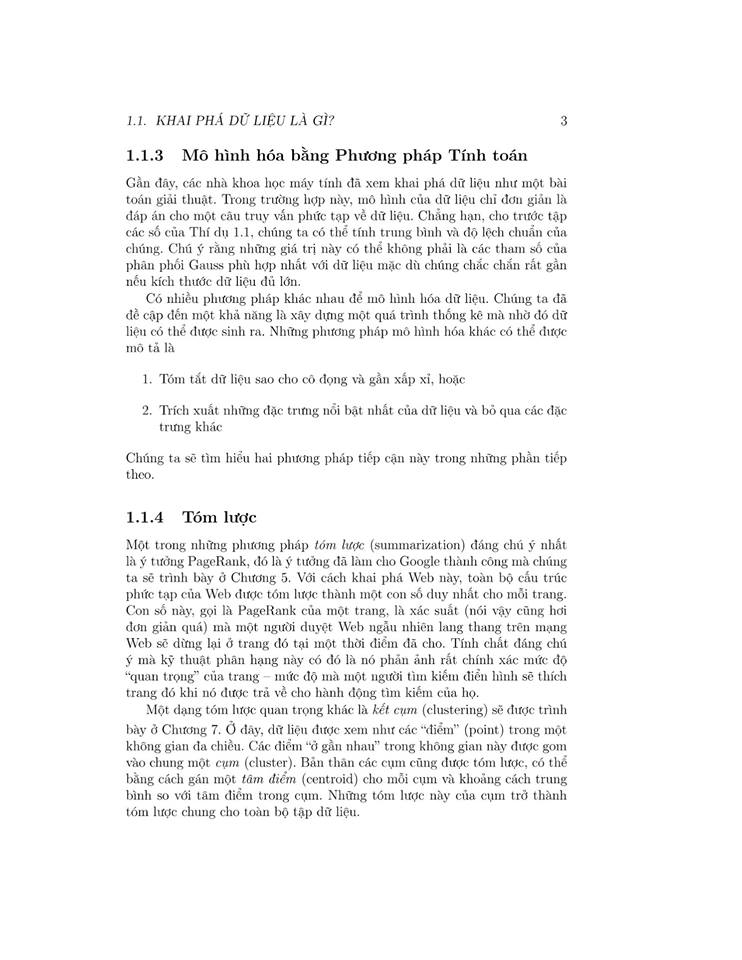 1.1. KHAI PHÁ DỮ LIỆU LÀ GÌ? 3
1.1.3 Mô hình hóa bằng Phương pháp Tính toán
Gần đây, các nhà khoa học máy tính đã xem khai phá dữ liệu như một bài
toán giải thuật. Trong trường hợp này, mô hình của dữ liệu chỉ đơn giản là
đáp án cho một câu truy vấn phức tạp về dữ liệu. Chẳng hạn, cho trước tập
các số của Thí dụ 1.1, chúng ta có thể tính trung bình và độ lệch chuẩn của
chúng. Chú ý rằng những giá trị này có thể không phải là các tham số của
phân phối Gauss phù hợp nhất với dữ liệu mặc dù chúng chắc chắn rất gần
nếu kích thước dữ liệu đủ lớn.
Có nhiều phương pháp khác nhau để mô hình hóa dữ liệu. Chúng ta đã
đề cập đến một khả năng là xây dựng một quá trình thống kê mà nhờ đó dữ
liệu có thể được sinh ra. Những phương pháp mô hình hóa khác có thể được
mô tả là
1. Tóm tắt dữ liệu sao cho cô đọng và gần xấp xỉ, hoặc
2. Trích xuất những đặc trưng nổi bật nhất của dữ liệu và bỏ qua các đặc
trưng khác
Chúng ta sẽ tìm hiểu hai phương pháp tiếp cận này trong những phần tiếp
theo.
1.1.4 Tóm lược
Một trong những phương pháp tóm lược (summarization) đáng chú ý nhất
là ý tưởng PageRank, đó là ý tưởng đã làm cho Google thành công mà chúng
ta sẽ trình bày ở Chương 5. Với cách khai phá Web này, toàn bộ cấu trúc
phức tạp của Web được tóm lược thành một con số duy nhất cho mỗi trang.
Con số này, gọi là PageRank của một trang, là xác suất (nói vậy cũng hơi
đơn giản quá) mà một người duyệt Web ngẫu nhiên lang thang trên mạng
Web sẽ dừng lại ở trang đó tại một thời điểm đã cho. Tính chất đáng chú
ý mà kỹ thuật phân hạng này có đó là nó phản ảnh rất chính xác mức độ
“quan trọng” của trang – mức độ mà một người tìm kiếm điển hình sẽ thích
trang đó khi nó được trả về cho hành động tìm kiếm của họ.
Một dạng tóm lược quan trọng khác là kết cụm (clustering) sẽ được trình
bày ở Chương 7. Ở đây, dữ liệu được xem như các “điểm” (point) trong một
không gian đa chiều. Các điểm “ở gần nhau” trong không gian này được gom
vào chung một cụm (cluster). Bản thân các cụm cũng được tóm lược, có thể
bằng cách gán một tâm điểm (centroid) cho mỗi cụm và khoảng cách trung
bình so với tâm điểm trong cụm. Những tóm lược này của cụm trở thành
tóm lược chung cho toàn bộ tập dữ liệu.